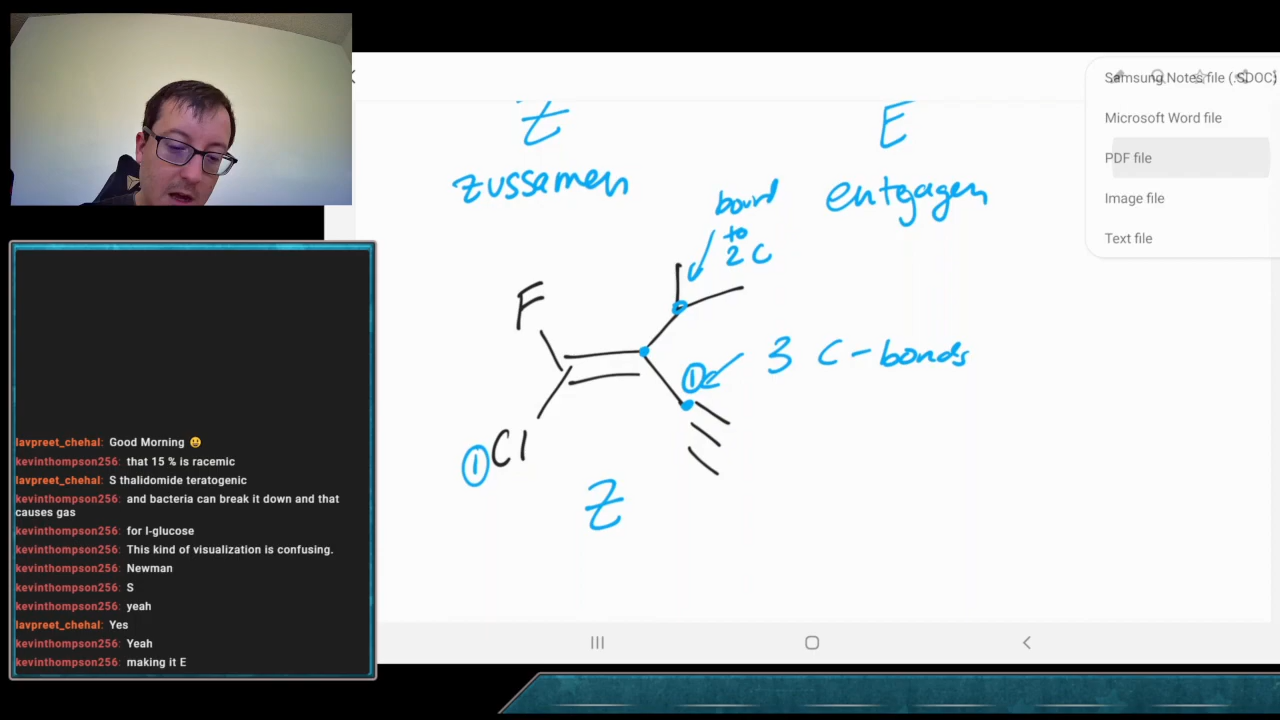 Z
E
zussamen
entgagen
bound
to
2 C
F
① 3 C-bonds
① Cl
Z
Samsung Notes file (.SDOC)
Microsoft Word file
PDF file
Image file
Text file
lavpreet_chehal: Good Morning 😀
kevinthompson256: that 15 % is racemic
lavpreet_chehal: S thalidomide teratogenic
kevinthompson256: and bacteria can break it down and that
causes gas
kevinthompson256: for l-glucose
kevinthompson256: This kind of visualization is confusing.
kevinthompson256: Newman
kevinthompson256: S
kevinthompson256: yeah
lavpreet_chehal: Yes
kevinthompson256: Yeah
kevinthompson256: making it E